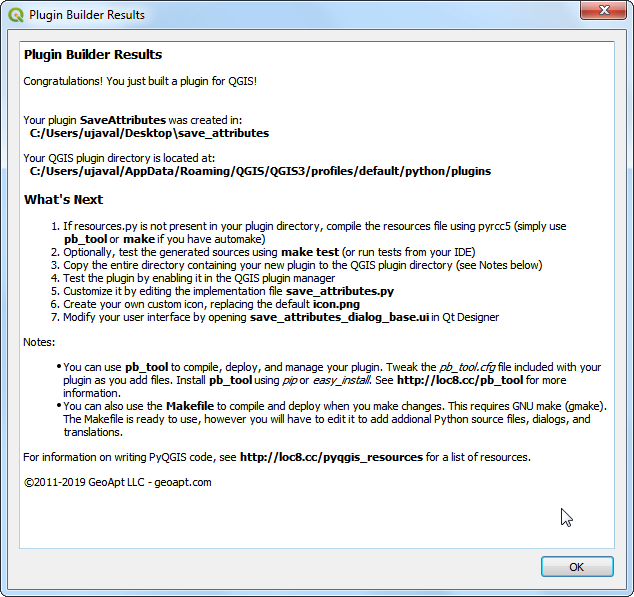 Plugin Builder Results
Plugin Builder Results
Congratulations! You just built a plugin for QGIS!
Your plugin SaveAttributes was created in:
C:/Users/ujaval/Desktop\save_attributes
Your QGIS plugin directory is located at:
C:/Users/ujaval/AppData/Roaming/QGIS/QGIS3/profiles/default/python/plugins
What's Next
1. If resources.py is not present in your plugin directory, compile the resources file using pyrcc5 (simply use
pb_tool or make if you have automake)
2. Optionally, test the generated sources using make test (or run tests from your IDE)
3. Copy the entire directory containing your new plugin to the QGIS plugin directory (see Notes below)
4. Test the plugin by enabling it in the QGIS plugin manager
5. Customize it by editing the implementation file save_attributes.py
6. Create your own custom icon, replacing the default icon.png
7. Modify your user interface by opening save_attributes_dialog_base.ui in Qt Designer
Notes:
• You can use pb_tool to compile, deploy, and manage your plugin. Tweak the pb_tool.cfg file included with your
plugin as you add files. Install pb_tool using pip or easy_install. See http://loc8.cc/pb_tool for more
information.
• You can also use the Makefile to compile and deploy when you make changes. This requires GNU make (gmake).
The Makefile is ready to use, however you will have to edit it to add addional Python source files, dialogs, and
translations.
For information on writing PyQGIS code, see http://loc8.cc/pyqgis_resources for a list of resources.
©2011-2019 GeoApt LLC - geoapt.com
OK